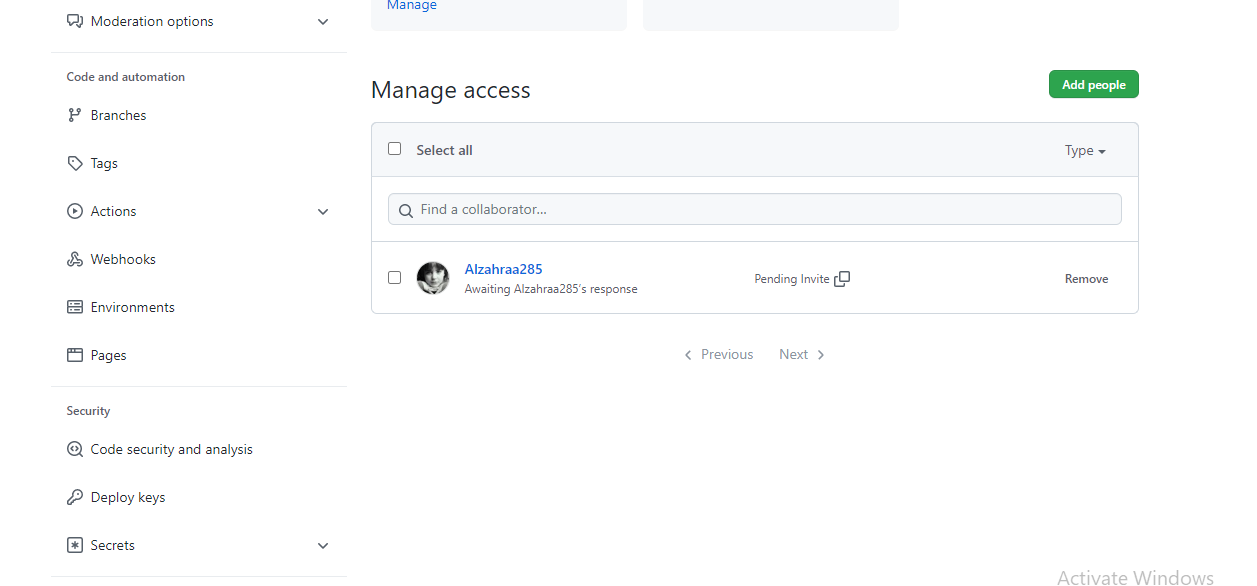 Moderation options
Code and automation
Branches
Tags
Actions
Webhooks
Environments
Pages
Security
Code security and analysis
Deploy keys
Secrets
Manage
Manage access
Add people
Select all
Type
Find a collaborator...
Alzahraa285
Awaiting Alzahraa285's response
Pending Invite
Remove
Previous Next
Activate Windows